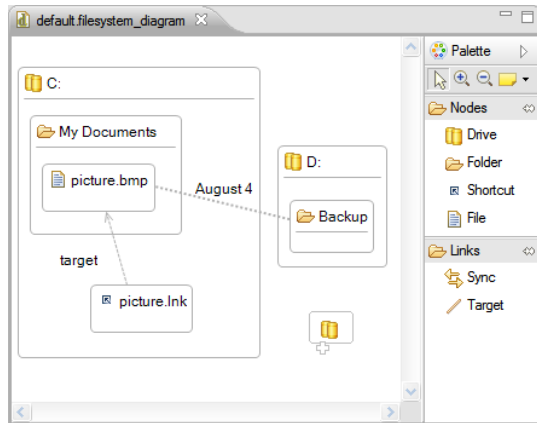 default.filesystem_diagram
Palette
C:
My Documents
picture.bmp
August 4
D:
Backup
target
picture.lnk
Nodes
Drive
Folder
Shortcut
File
Links
Sync
Target